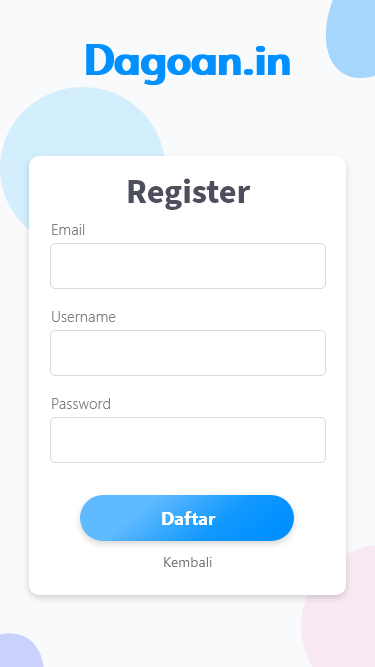 Dagoan.in
Register
Email
Username
Password
Daftar
Kembali